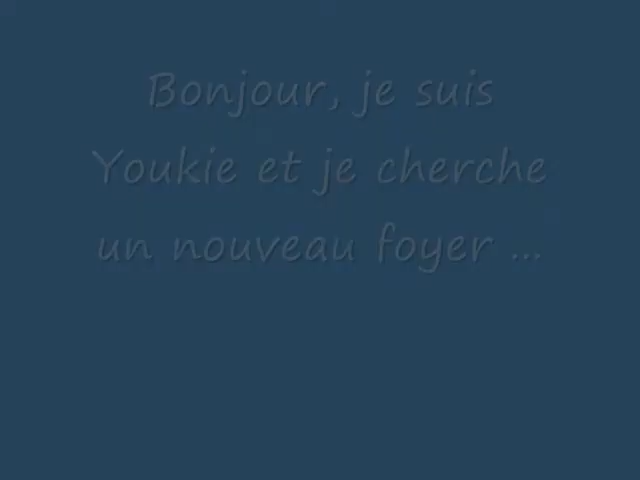 Bonjour, je suis
Youkie et je cherche
un nouveau foyer ...